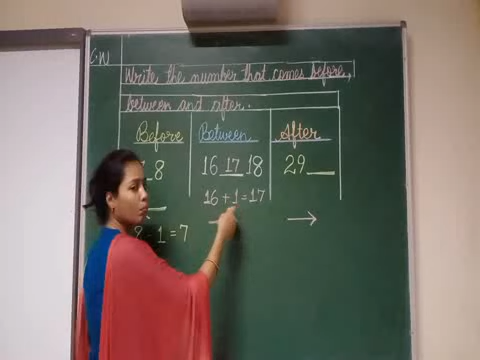 C.W
Write the number that comes before,
between and after.
Before Between After
_ 8 16 17 18 29 __
16 + 1 = 17
8 - 1 = 7